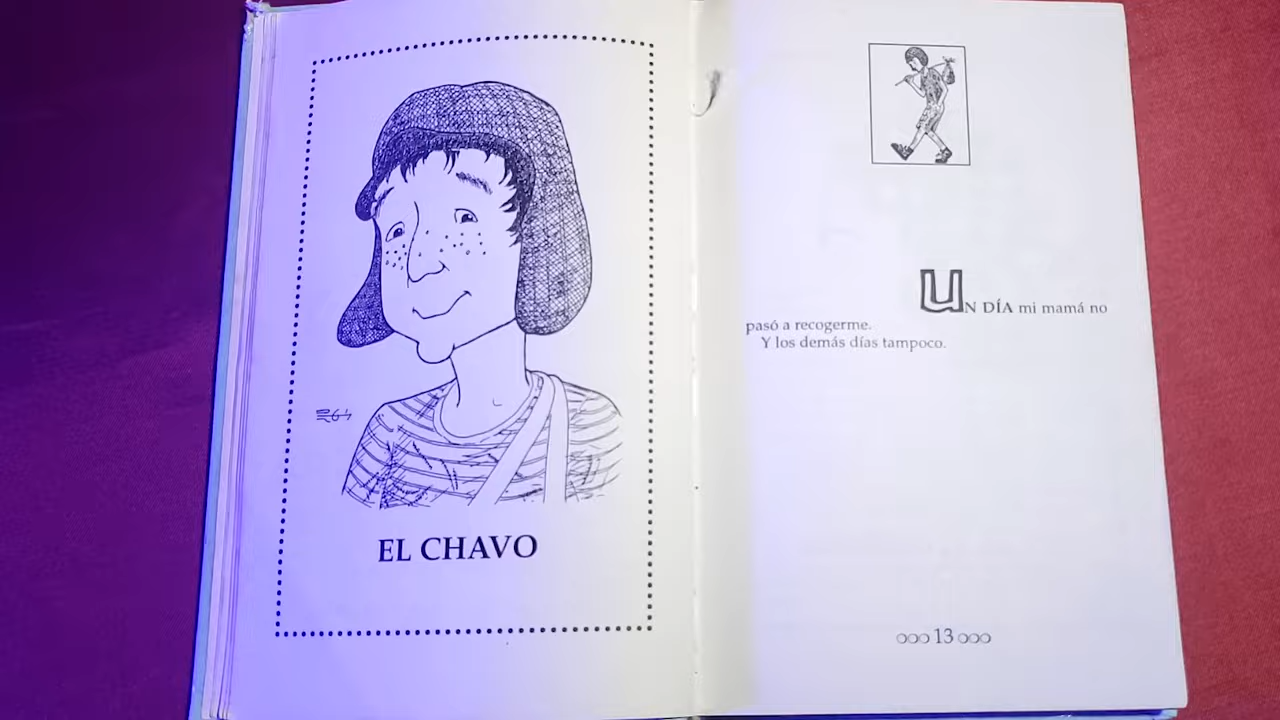 EL CHAVO
UN DÍA mi mamá no
pasó a recogerme.
Y los demás días tampoco.
13